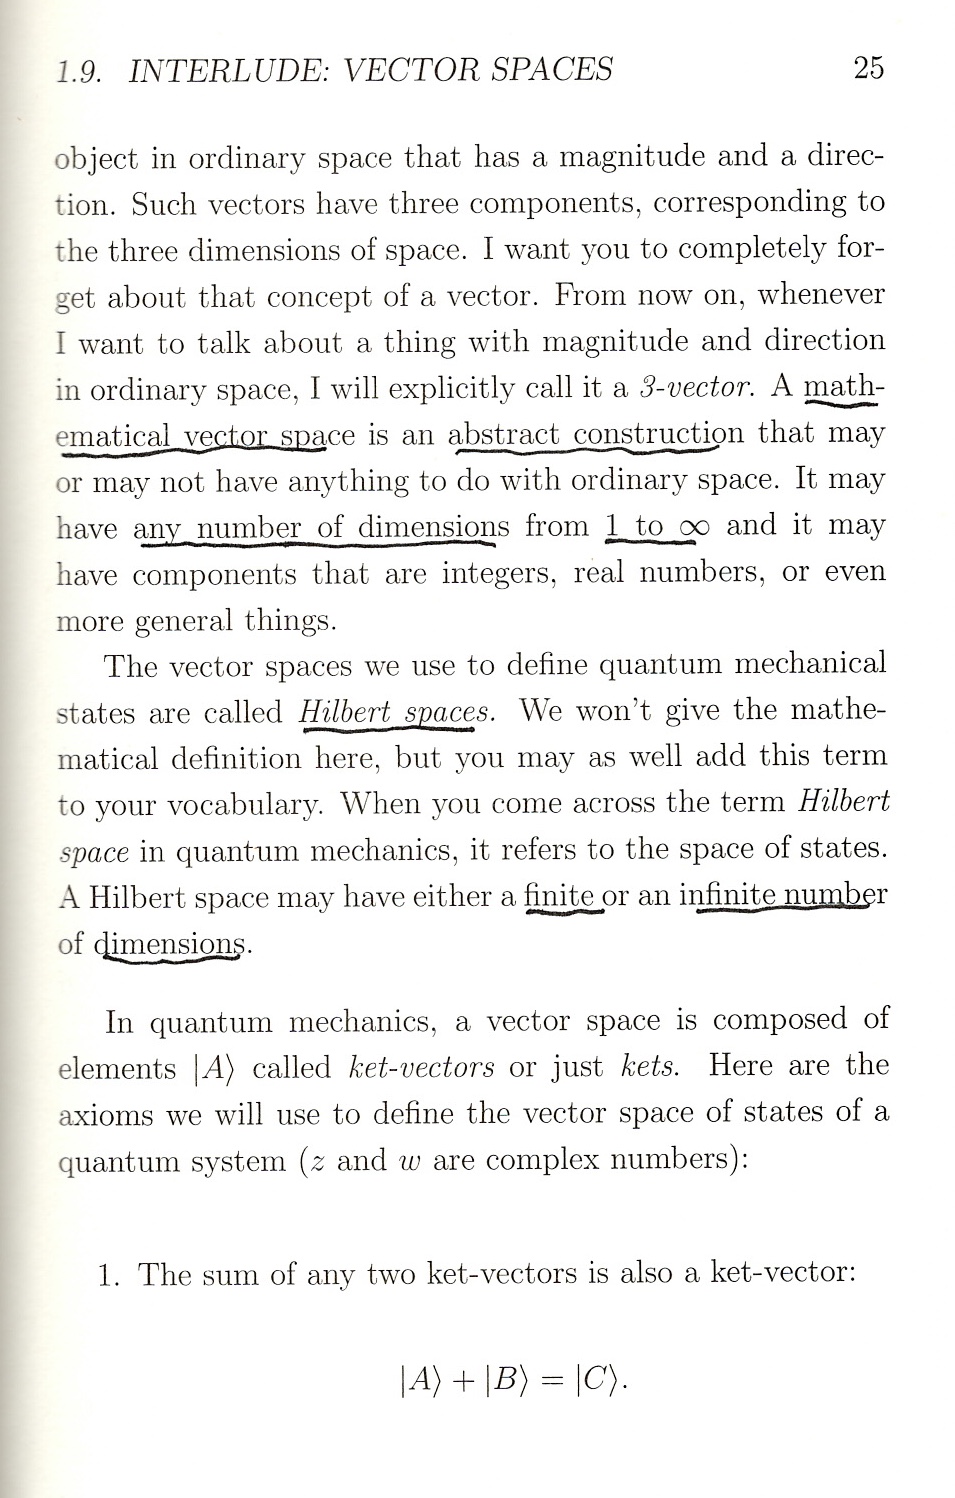 1.9. INTERLUDE: VECTOR SPACES 25
object in ordinary space that has a magnitude and a direc-
tion. Such vectors have three components, corresponding to
the three dimensions of space. I want you to completely for-
get about that concept of a vector. From now on, whenever
I want to talk about a thing with magnitude and direction
in ordinary space, I will explicitly call it a 3-vector. A math-
ematical vector space is an abstract construction that may
or may not have anything to do with ordinary space. It may
have any number of dimensions from 1 to ∞ and it may
have components that are integers, real numbers, or even
more general things.
The vector spaces we use to define quantum mechanical
states are called Hilbert spaces. We won't give the mathe-
matical definition here, but you may as well add this term
to your vocabulary. When you come across the term Hilbert
space in quantum mechanics, it refers to the space of states.
A Hilbert space may have either a finite or an infinite number
of dimensions.
In quantum mechanics, a vector space is composed of
elements |A⟩ called ket-vectors or just kets. Here are the
axioms we will use to define the vector space of states of a
quantum system (z and w are complex numbers):
1. The sum of any two ket-vectors is also a ket-vector:
|A⟩ + |B⟩ = |C⟩.